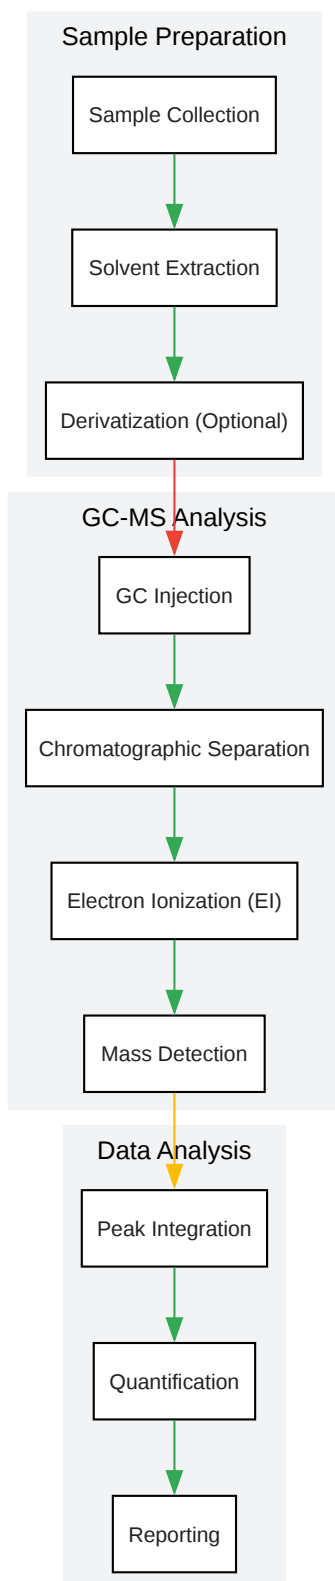 Sample Preparation
Sample Collection
Solvent Extraction
Derivatization (Optional)
GC-MS Analysis
GC Injection
Chromatographic Separation
Electron Ionization (EI)
Mass Detection
Data Analysis
Peak Integration
Quantification
Reporting